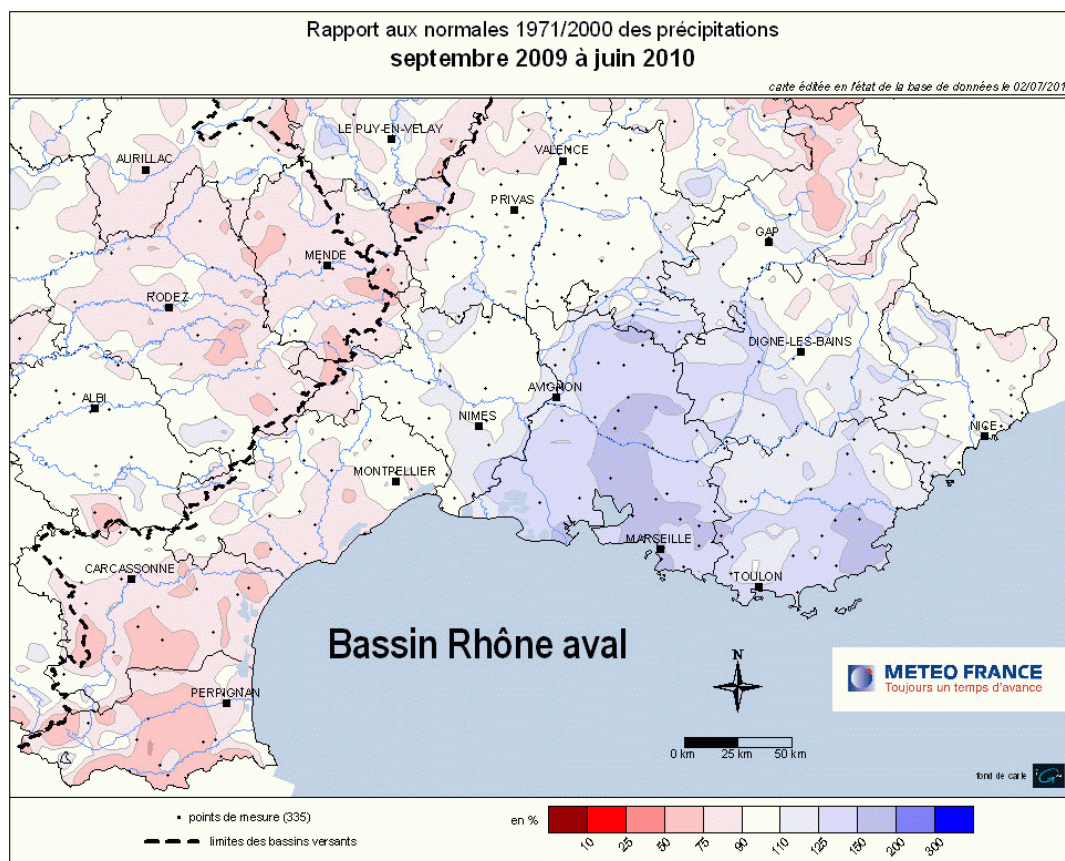 Rapport aux normales 1971/2000 des précipitations
septembre 2009 à juin 2010
carte éditée en l'état de la base de données le 02/07/201
LE PUY-EN-VELAY
AURILLAC
VALENCE
PRIVAS
GAP
MENDE
RODEZ
DIGNE-LES-BAINS
AVIGNON
ALBI
NIMES
NICE
MONTPELLIER
MARSEILLE
CARCASSONNE
TOULON
Bassin Rhône aval
N
METEO FRANCE
Toujours un temps d'avance
PERPIGNAN
0 km 25 km 50 km
fond de carte
points de mesure (335)
limites des bassins versants
en %
10 25 50 75 90 110 125 150 200 300